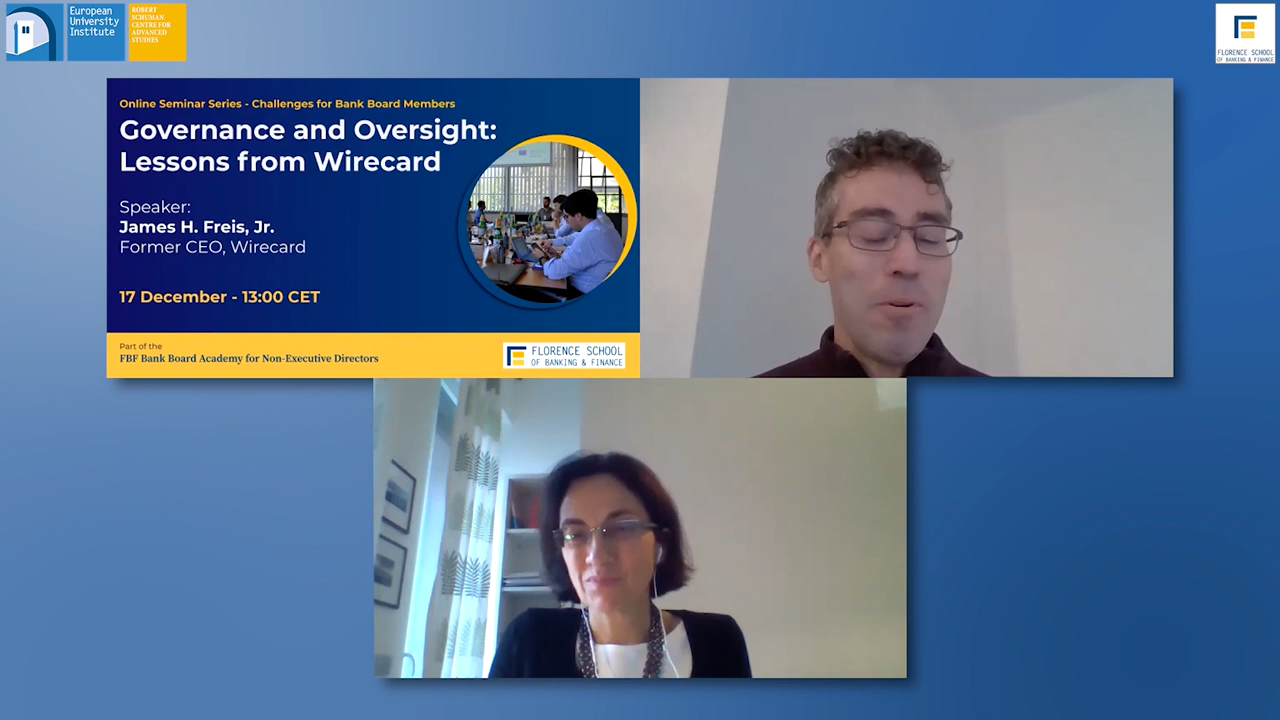 European
University
Institute
ROBERT
SCHUMAN
CENTRE FOR
ADVANCED
STUDIES
FLORENCE SCHOOL
OF BANKING & FINANCE
Online Seminar Series - Challenges for Bank Board Members
Governance and Oversight:
Lessons from Wirecard
Speaker:
James H. Freis, Jr.
Former CEO, Wirecard
17 December - 13:00 CET
Part of the
FBF Bank Board Academy for Non-Executive Directors
FLORENCE SCHOOL
OF BANKING & FINANCE